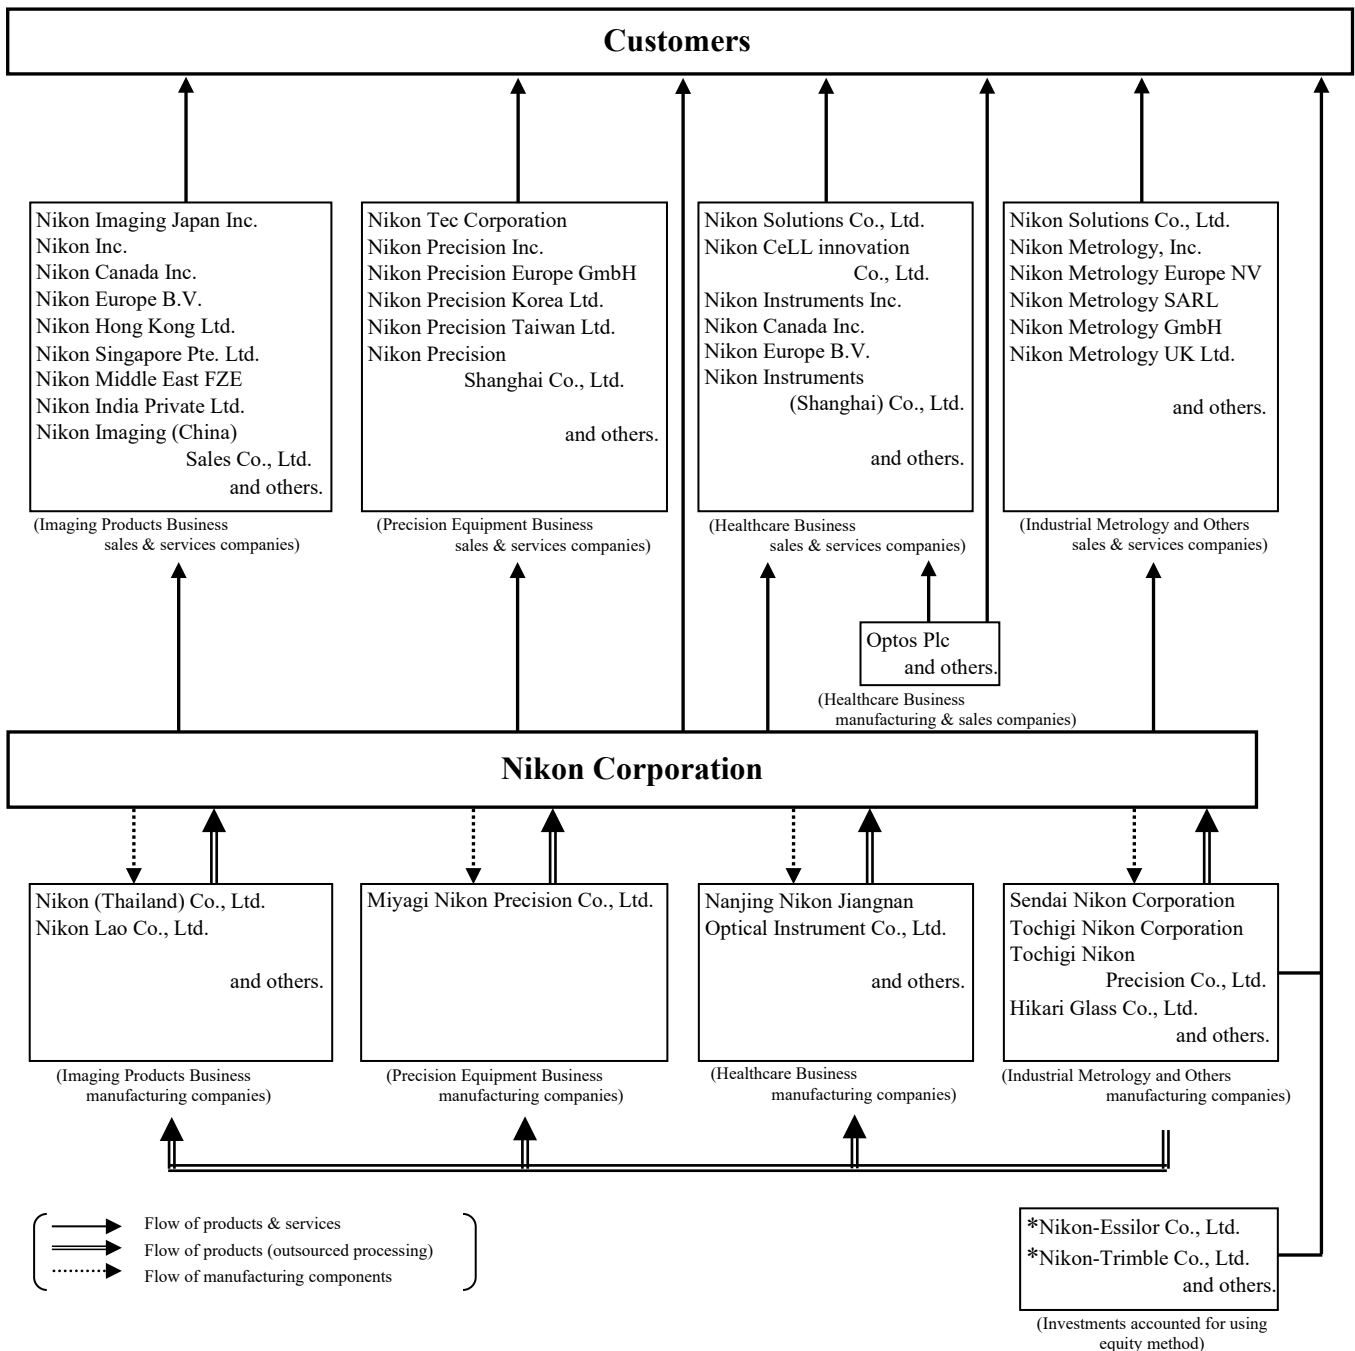 Customers
Nikon Imaging Japan Inc.
Nikon Inc.
Nikon Canada Inc.
Nikon Europe B.V.
Nikon Hong Kong Ltd.
Nikon Singapore Pte. Ltd.
Nikon Middle East FZE
Nikon India Private Ltd.
Nikon Imaging (China)
Sales Co., Ltd.
and others.
(Imaging Products Business
sales & services companies)
Nikon Tec Corporation
Nikon Precision Inc.
Nikon Precision Europe GmbH
Nikon Precision Korea Ltd.
Nikon Precision Taiwan Ltd.
Nikon Precision
Shanghai Co., Ltd.
and others.
(Precision Equipment Business
sales & services companies)
Nikon Solutions Co., Ltd.
Nikon CeLL innovation
Co., Ltd.
Nikon Instruments Inc.
Nikon Canada Inc.
Nikon Europe B.V.
Nikon Instruments
(Shanghai) Co., Ltd.
and others.
(Healthcare Business
sales & services companies)
Nikon Solutions Co., Ltd.
Nikon Metrology, Inc.
Nikon Metrology Europe NV
Nikon Metrology SARL
Nikon Metrology GmbH
Nikon Metrology UK Ltd.
and others.
(Industrial Metrology and Others
sales & services companies)
Optos Plc
and others.
(Healthcare Business
manufacturing & sales companies)
Nikon Corporation
Nikon (Thailand) Co., Ltd.
Nikon Lao Co., Ltd.
and others.
(Imaging Products Business
manufacturing companies)
Miyagi Nikon Precision Co., Ltd.
(Precision Equipment Business
manufacturing companies)
Nanjing Nikon Jiangnan
Optical Instrument Co., Ltd.
and others.
(Healthcare Business
manufacturing companies)
Sendai Nikon Corporation
Tochigi Nikon Corporation
Tochigi Nikon
Precision Co., Ltd.
Hikari Glass Co., Ltd.
and others.
(Industrial Metrology and Others
manufacturing companies)
Flow of products & services
Flow of products (outsourced processing)
Flow of manufacturing components
*Nikon-Essilor Co., Ltd.
*Nikon-Trimble Co., Ltd.
and others.
(Investments accounted for using
equity method)